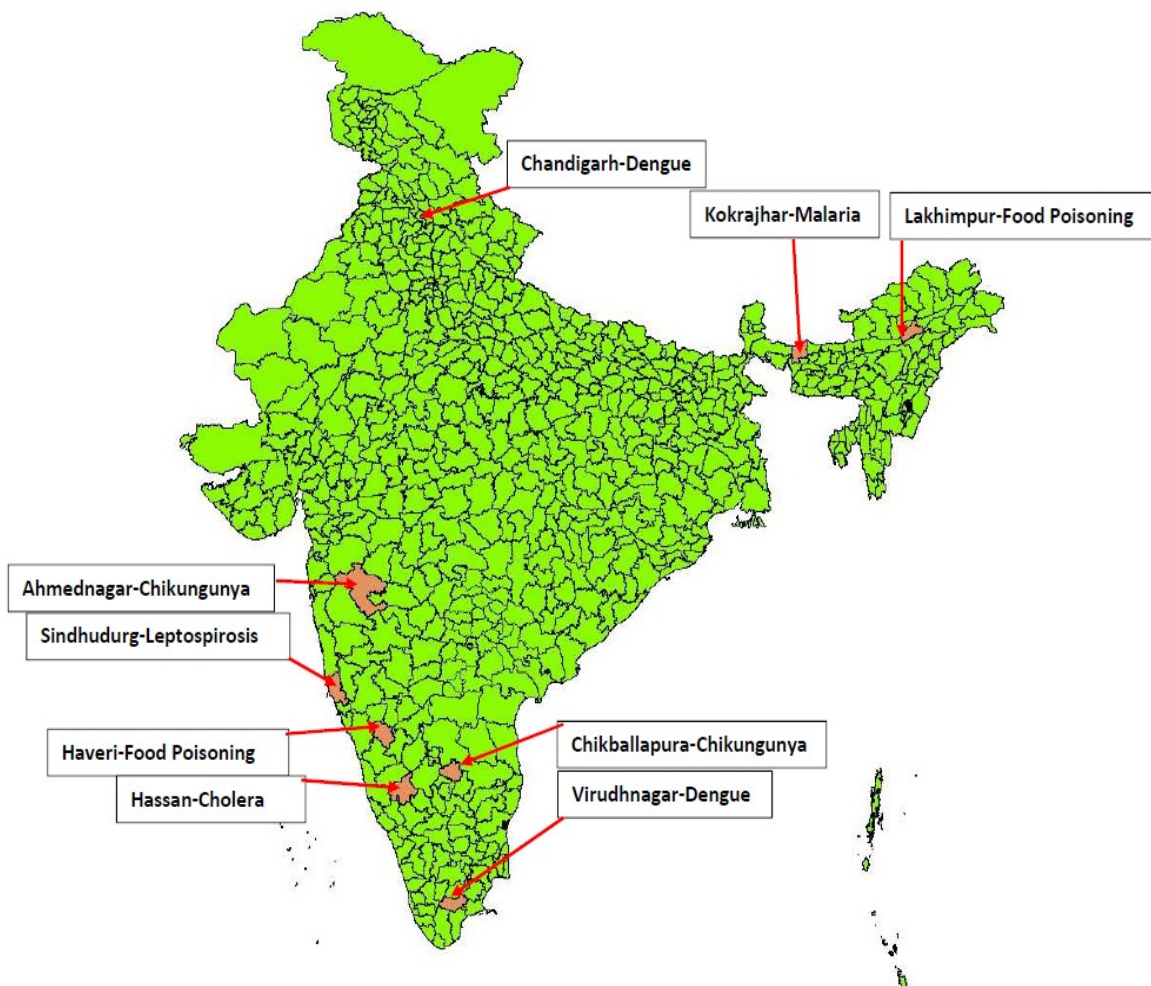 Chandigarh-Dengue
Kokrajhar-Malaria
Lakhimpur-Food Poisoning
Ahmednagar-Chikungunya
Sindhudurg-Leptospirosis
Haveri-Food Poisoning
Hassan-Cholera
Chikballapura-Chikungunya
Virudhnagar-Dengue